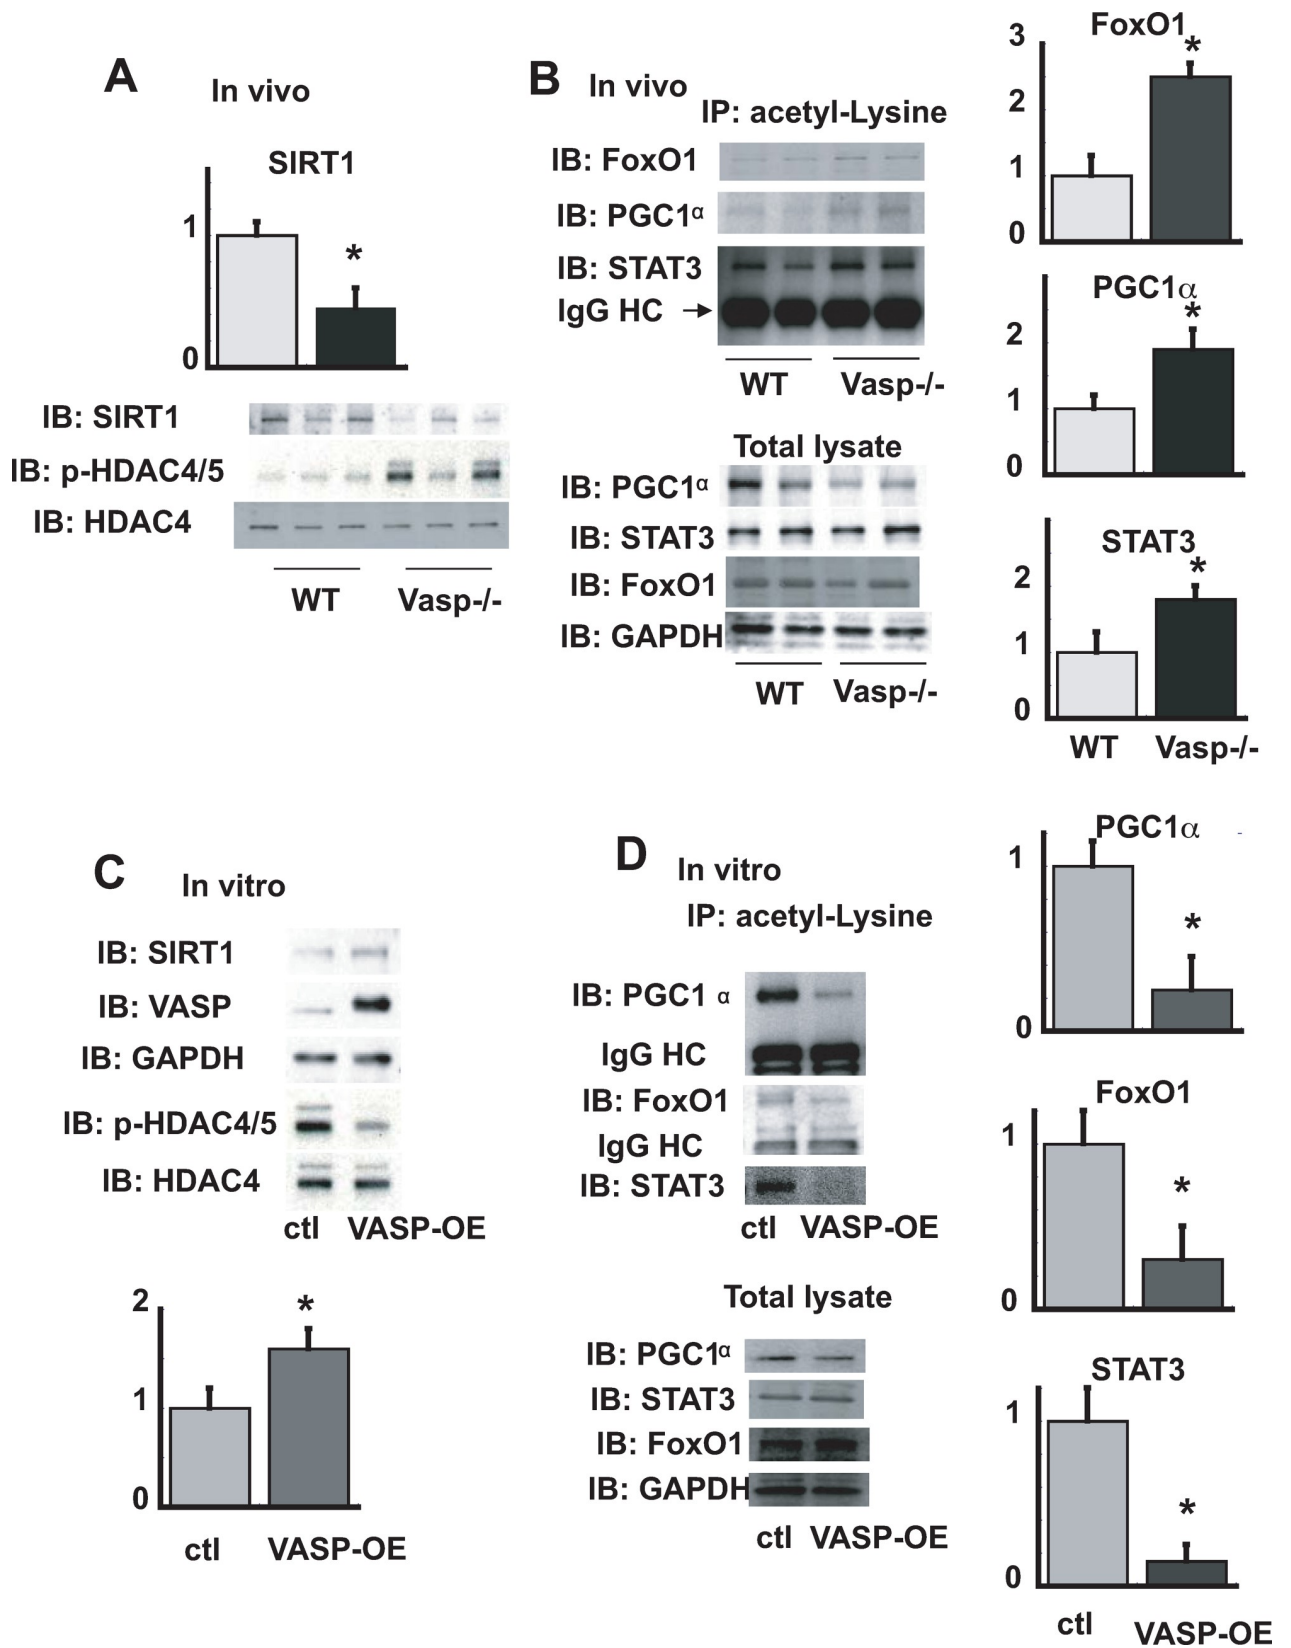 A
In vivo
SIRT1
1
*
0
IB: SIRT1
IB: p-HDAC4/5
IB: HDAC4
WT
Vasp-/-
B
In vivo
IP: acetyl-Lysine
IB: FoxO1
IB: PGC1α
IB: STAT3
IgG HC
WT
Vasp-/-
Total lysate
IB: PGC1α
IB: STAT3
IB: FoxO1
IB: GAPDH
WT
Vasp-/-
FoxO1
3
*
2
1
0
PGC1α
*
2
1
0
STAT3
*
2
1
0
WT
Vasp-/-
C
In vitro
IB: SIRT1
IB: VASP
IB: GAPDH
IB: p-HDAC4/5
IB: HDAC4
ctl
VASP-OE
2
*
1
0
ctl
VASP-OE
D
In vitro
IP: acetyl-Lysine
IB: PGC1 α
IgG HC
IB: FoxO1
IgG HC
IB: STAT3
ctl
VASP-OE
Total lysate
IB: PGC1α
IB: STAT3
IB: FoxO1
IB: GAPDH
ctl
VASP-OE
PGC1α
1
*
0
FoxO1
1
*
0
STAT3
1
*
0
ctl
VASP-OE